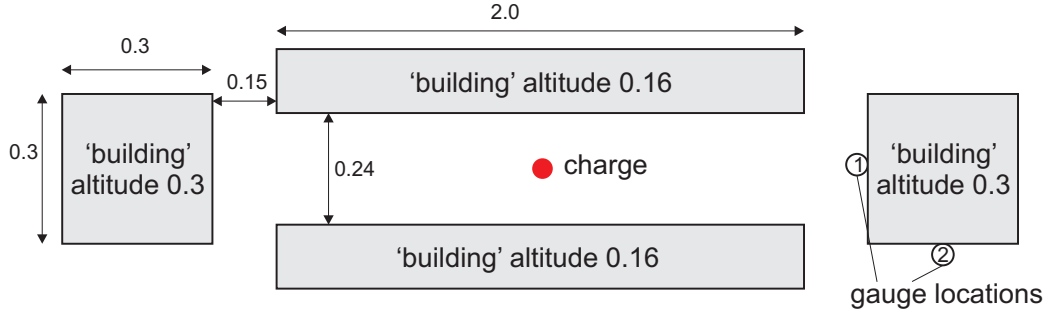 2.0
0.3
‘building’ altitude 0.16
0.15
0.3
‘building’
altitude 0.3
0.24
charge
1
‘building’
altitude 0.3
‘building’ altitude 0.16
2
gauge locations